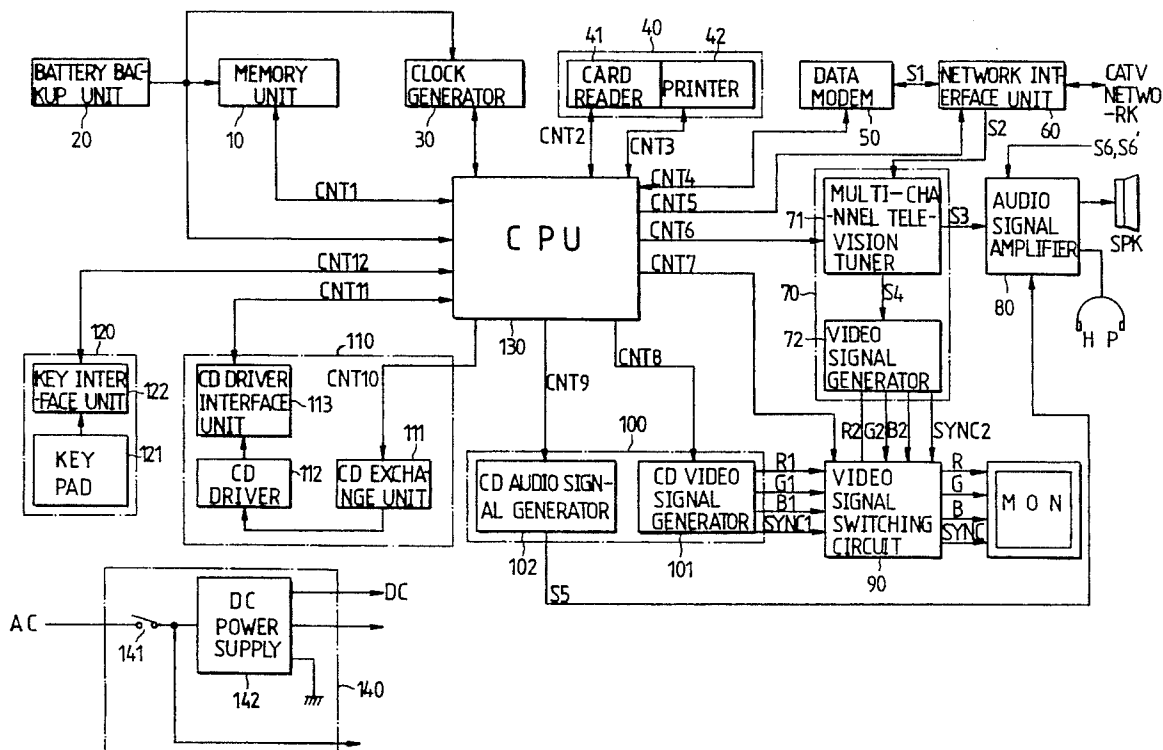 41
40
42
BATTERY BAC-
KUP UNIT
20
MEMORY
UNIT
10
CLOCK
GENERATOR
30
CARD
READER
PRINTER
DATA
MODEM
50
S1
NETWORK INT-
ERFACE UNIT
60
CATV
NETWO-
-RK
CNT2
CNT3
S2
S6,S6'
CNT1
CNT4
CNT5
CNT6
CNT7
CPU
130
71
MULTI-CHA
-NNEL TELE-
VISION
TUNER
S3
AUDIO
SIGNAL
AMPLIFIER
80
SPK
HP
CNT12
CNT11
70
S4
72
VIDEO
SIGNAL
GENERATOR
120
KEY INTER
-FACE UNIT
122
KEY
PAD
121
110
CD DRIVER
INTERFACE
UNIT
113
CNT10
CD
DRIVER
112
111
CD EXCHA-
NGE UNIT
CNT9
CNT8
100
CD AUDIO SIGN-
AL GENERATOR
102
CD VIDEO
SIGNAL
GENERATOR
101
R2
G2
B2
SYNC2
R1
G1
B1
SYNC1
VIDEO
SIGNAL
SWITCHING
CIRCUIT
90
R
G
B
SYNC
MON
S5
AC
141
DC
POWER
SUPPLY
142
DC
140